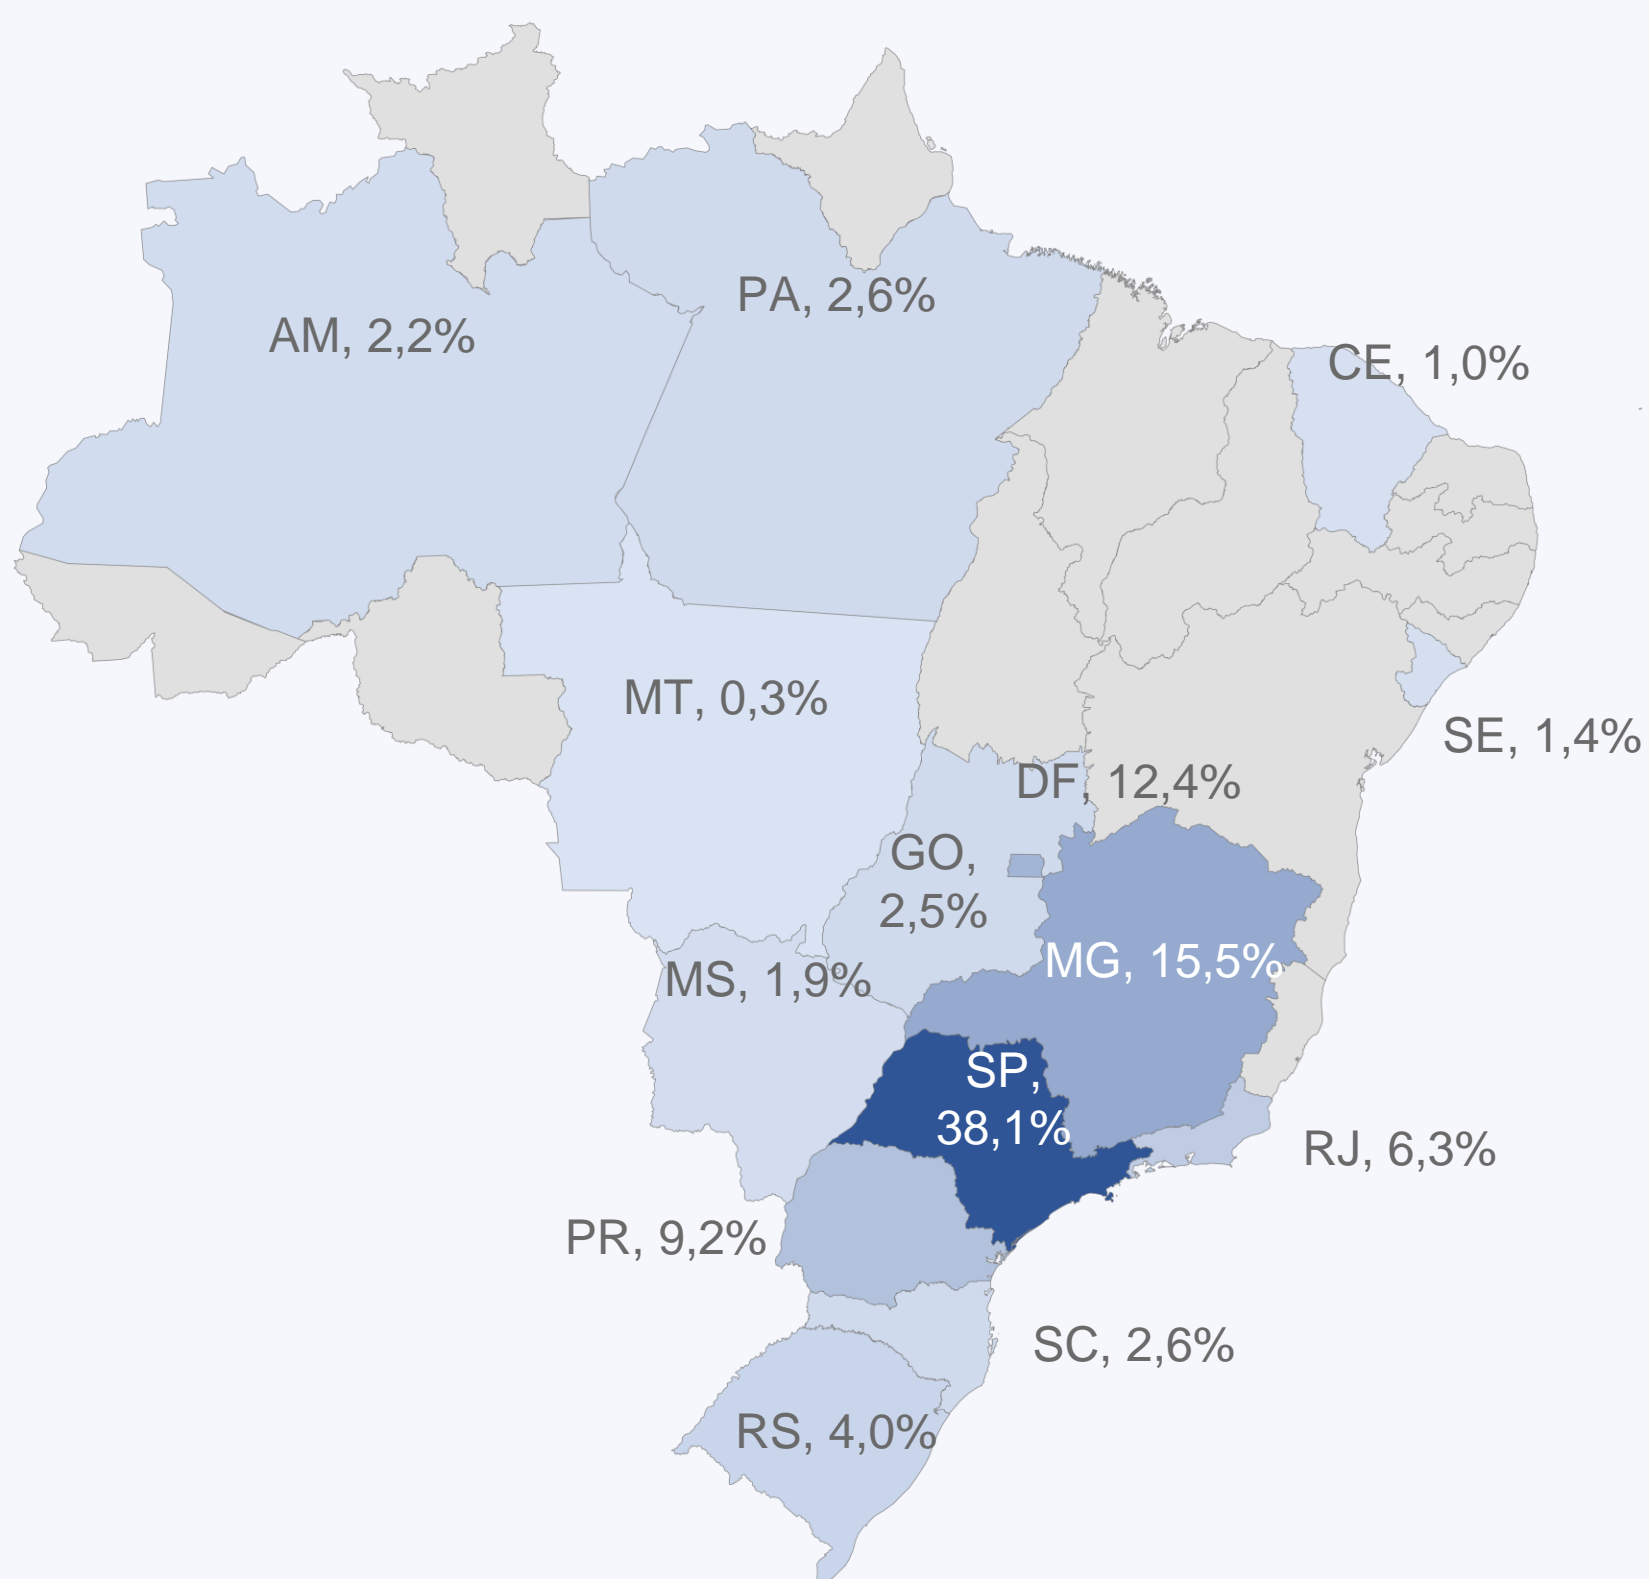 PA, 2,6%
AM, 2,2%
CE, 1,0%
MT, 0,3%
SE, 1,4%
DF, 12,4%
GO,
2,5%
MG, 15,5%
MS, 1,9%
SP,
38,1%
RJ, 6,3%
PR, 9,2%
SC, 2,6%
RS, 4,0%